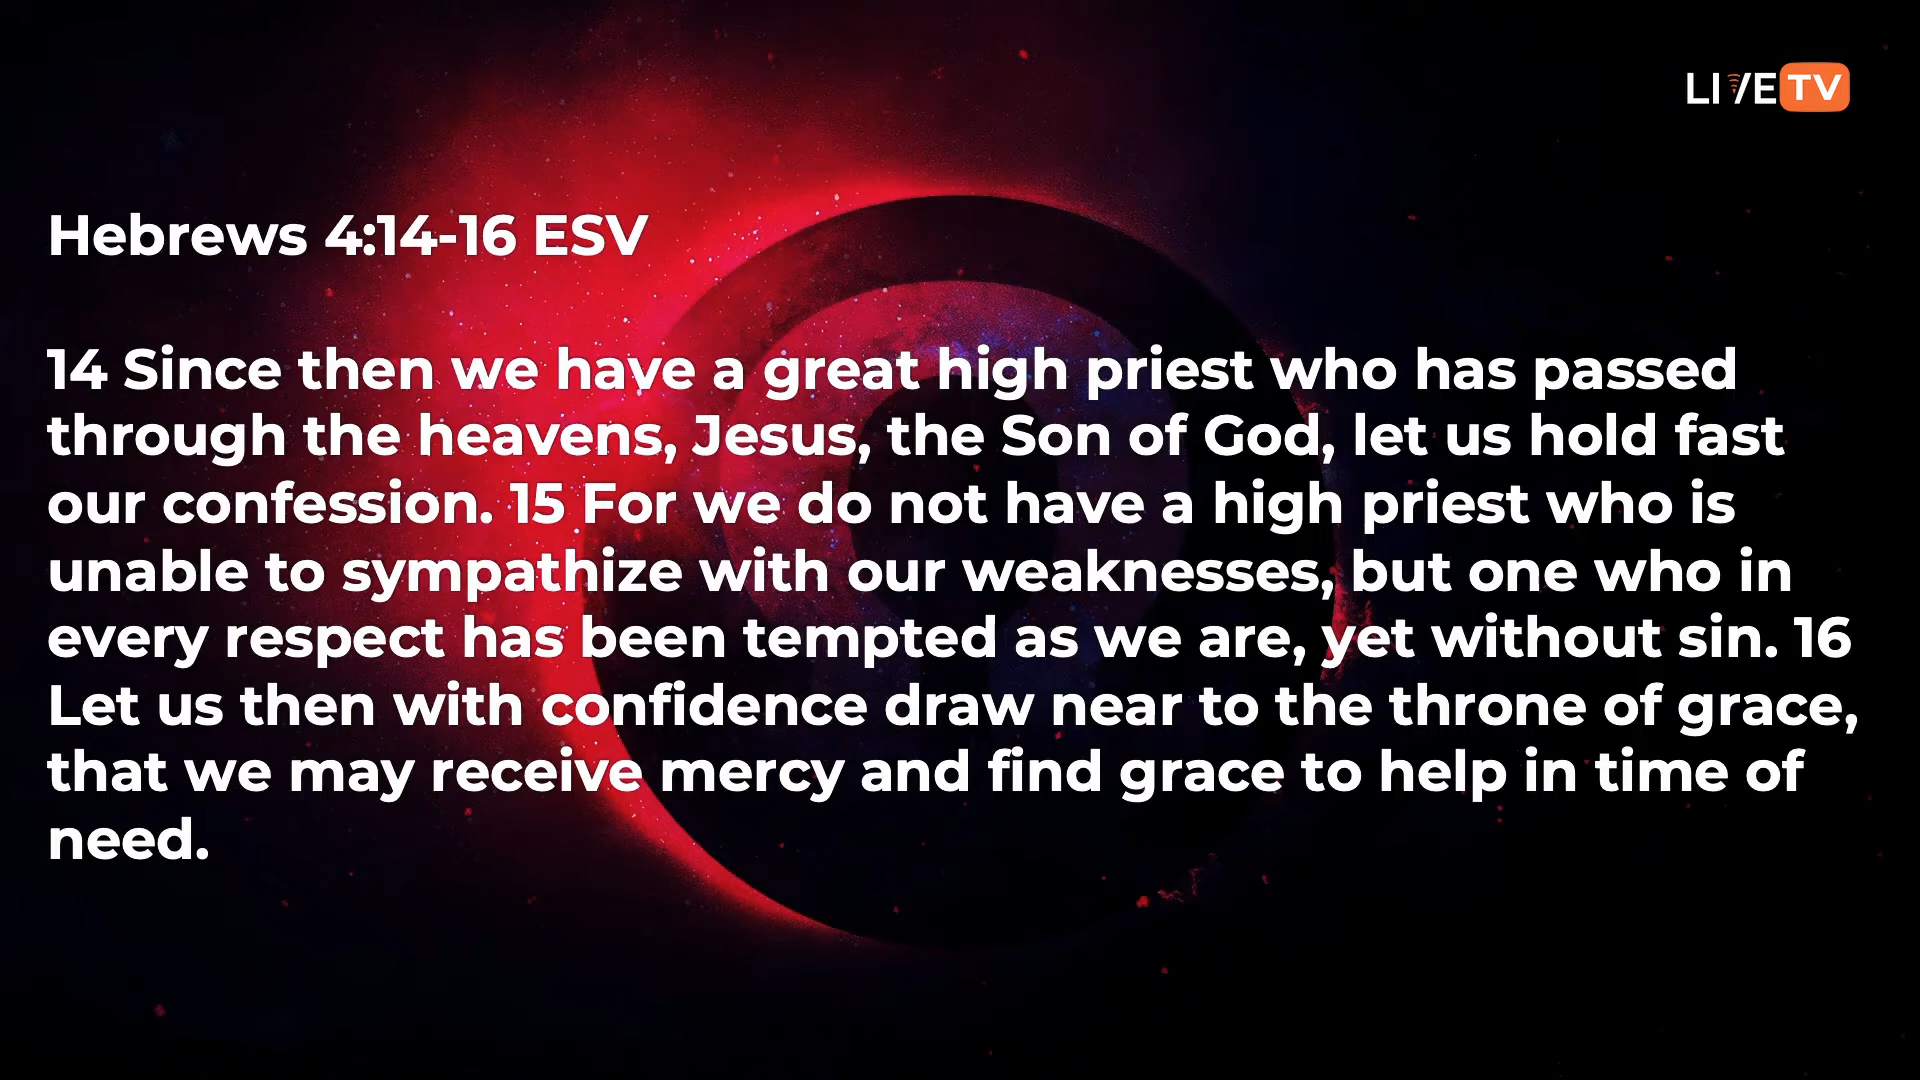 LIVE TV
Hebrews 4:14-16 ESV
14 Since then we have a great high priest who has passed
through the heavens, Jesus, the Son of God, let us hold fast
our confession. 15 For we do not have a high priest who is
unable to sympathize with our weaknesses, but one who in
every respect has been tempted as we are, yet without sin. 16
Let us then with confidence draw near to the throne of grace,
that we may receive mercy and find grace to help in time of
need.